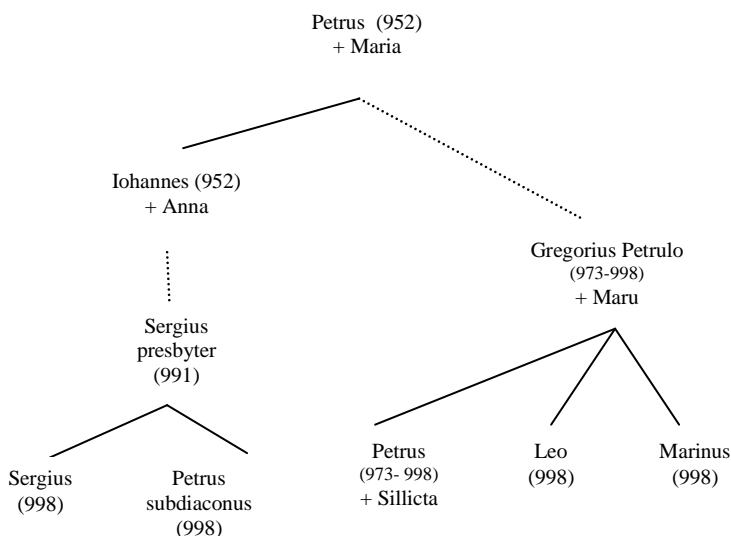 Petrus (952)
+ Maria
Iohannes (952)
+ Anna
Gregorius Petrulo
(973-998)
+ Maru
Sergius
presbyter
(991)
Sergius
(998)
Petrus
subdiaconus
(998)
Petrus
(973- 998)
+ Sillicta
Leo
(998)
Marinus
(998)